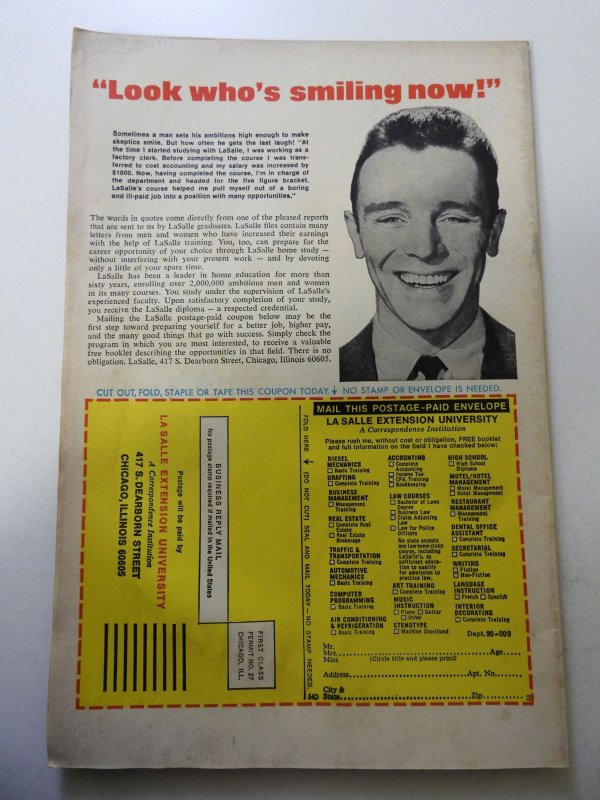 “Look who’s smiling now!”
Sometimes a man sets his ambitions high enough to make
skeptics smile. But how often he gets the last laugh! “At
the time I started studying with LaSalle, I was working as a
factory clerk. Before completing the course I was trans-
ferred to cost accounting and my salary was increased by
$1800. Now, having completed the course, I’m in charge of
the department and headed for the five figure bracket.
LaSalle’s course helped me pull myself out of a boring
and ill-paid job into a position with many opportunities.”
The words in quotes come directly from one of the pleased reports
that are sent to us by LaSalle graduates. LaSalle files contain many
letters from men and women who have increased their earnings
with the help of LaSalle training. You, too, can prepare for the
career opportunity of your choice through LaSalle home study —
without interfering with your present work — and by devoting
only a little of your spare time.
LaSalle has been a leader in home education for more than
sixty years, enrolling over 2,000,000 ambitious men and women
in its many courses. You study under the supervision of LaSalle’s
experienced faculty. Upon satisfactory completion of your study,
you receive the LaSalle diploma — a respected credential.
Mailing the LaSalle postage-paid coupon below may be the
first step toward preparing yourself for a better job, higher pay,
and the many good things that go with success. Simply check the
program in which you are most interested, to receive a valuable
free booklet describing the opportunities in that field. There is no
obligation. LaSalle, 417 S. Dearborn Street, Chicago, Illinois 60605.
CUT OUT, FOLD, STAPLE OR TAPE THIS COUPON TODAY. ↓ NO STAMP OR ENVELOPE IS NEEDED.
Postage will be paid by
LA SALLE EXTENSION UNIVERSITY
A Correspondence Institution
417 S. DEARBORN STREET
CHICAGO, ILLINOIS 60605
BUSINESS REPLY MAIL
No postage stamp required if mailed in the United States
FIRST CLASS
PERMIT NO. 27
CHICAGO, ILL.
FOLD HERE ↓ (DO NOT CUT) SEAL AND MAIL TODAY – NO STAMP NEEDED.
MAIL THIS POSTAGE-PAID ENVELOPE
LA SALLE EXTENSION UNIVERSITY
A Correspondence Institution
Please rush me, without cost or obligation, FREE booklet
and full information on the field I have checked below:
DIESEL
MECHANICS
☐ Basic Training
DRAFTING
☐ Complete Training
BUSINESS
MANAGEMENT
☐ Management
Training
REAL ESTATE
☐ Complete Real
Estate
☐ Real Estate
Brokerage
TRAFFIC &
TRANSPORTATION
☐ Complete Training
AUTOMOTIVE
MECHANICS
☐ Basic Training
COMPUTER
PROGRAMMING
☐ Basic Training
AIR CONDITIONING
& REFRIGERATION
☐ Basic Training
ACCOUNTING
☐ Complete
Accounting
☐ Income Tax
☐ CPA Training
☐ Bookkeeping
LAW COURSES
☐ Bachelor of Laws
Degree
☐ Business Law
☐ Claim Adjusting
Law
☐ Law for Police
Officers
No state accepts
any law home study
course, including
LaSalle’s, as
sufficient educa-
tion to qualify
for admission to
practice law.
ART TRAINING
☐ Complete Training
MUSIC
INSTRUCTION
☐ Piano ☐ Guitar
☐ Other
STENOTYPE
☐ Machine Shorthand
HIGH SCHOOL
☐ High School
Diploma
MOTEL/HOTEL
MANAGEMENT
☐ Motel Management
☐ Hotel Management
RESTAURANT
MANAGEMENT
☐ Management
Training
DENTAL OFFICE
ASSISTANT
☐ Complete Training
SECRETARIAL
☐ Complete Training
WRITING
☐ Fiction
☐ Non-Fiction
LANGUAGE
INSTRUCTION
☐ French ☐ Spanish
INTERIOR
DECORATING
☐ Complete Training
Dept. 90-009
Mr.
Mrs. Age
Miss (Circle title and please print)
Address Apt. No.
City &
State Zip
54D